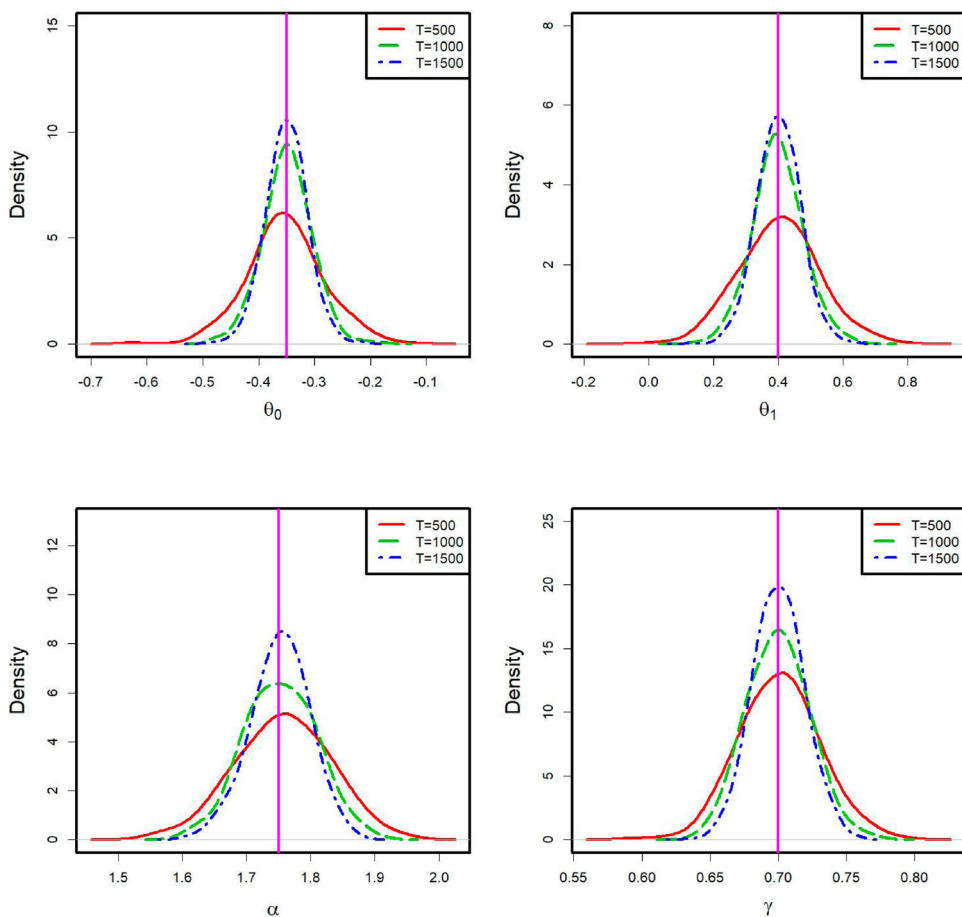 T=500
T=1000
T=1500
Density
15
10
5
0
-0.7
-0.5
-0.4
-0.3
-0.2
-0.1
θ0
T=500
T=1000
T=1500
Density
8
6
4
2
0
-0.2
0.0
0.2
0.4
0.6
0.8
θ1
T=500
T=1000
T=1500
Density
12
10
8
6
4
2
0
1.5
1.6
1.7
1.8
1.9
2.0
α
T=500
T=1000
T=1500
Density
25
20
15
10
5
0
0.55
0.60
0.65
0.70
0.75
0.80
γ